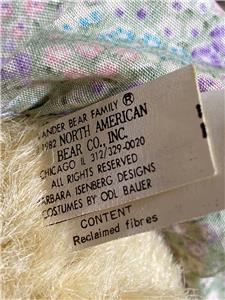 ANDER BEAR FAMILY ®
1982 NORTH AMERICAN
BEAR CO., INC.
CHICAGO IL 312/329-0020
ALL RIGHTS RESERVED
BARBARA ISENBERG DESIGNS
COSTUMES BY ODL BAUER
CONTENT
Reclaimed fibres